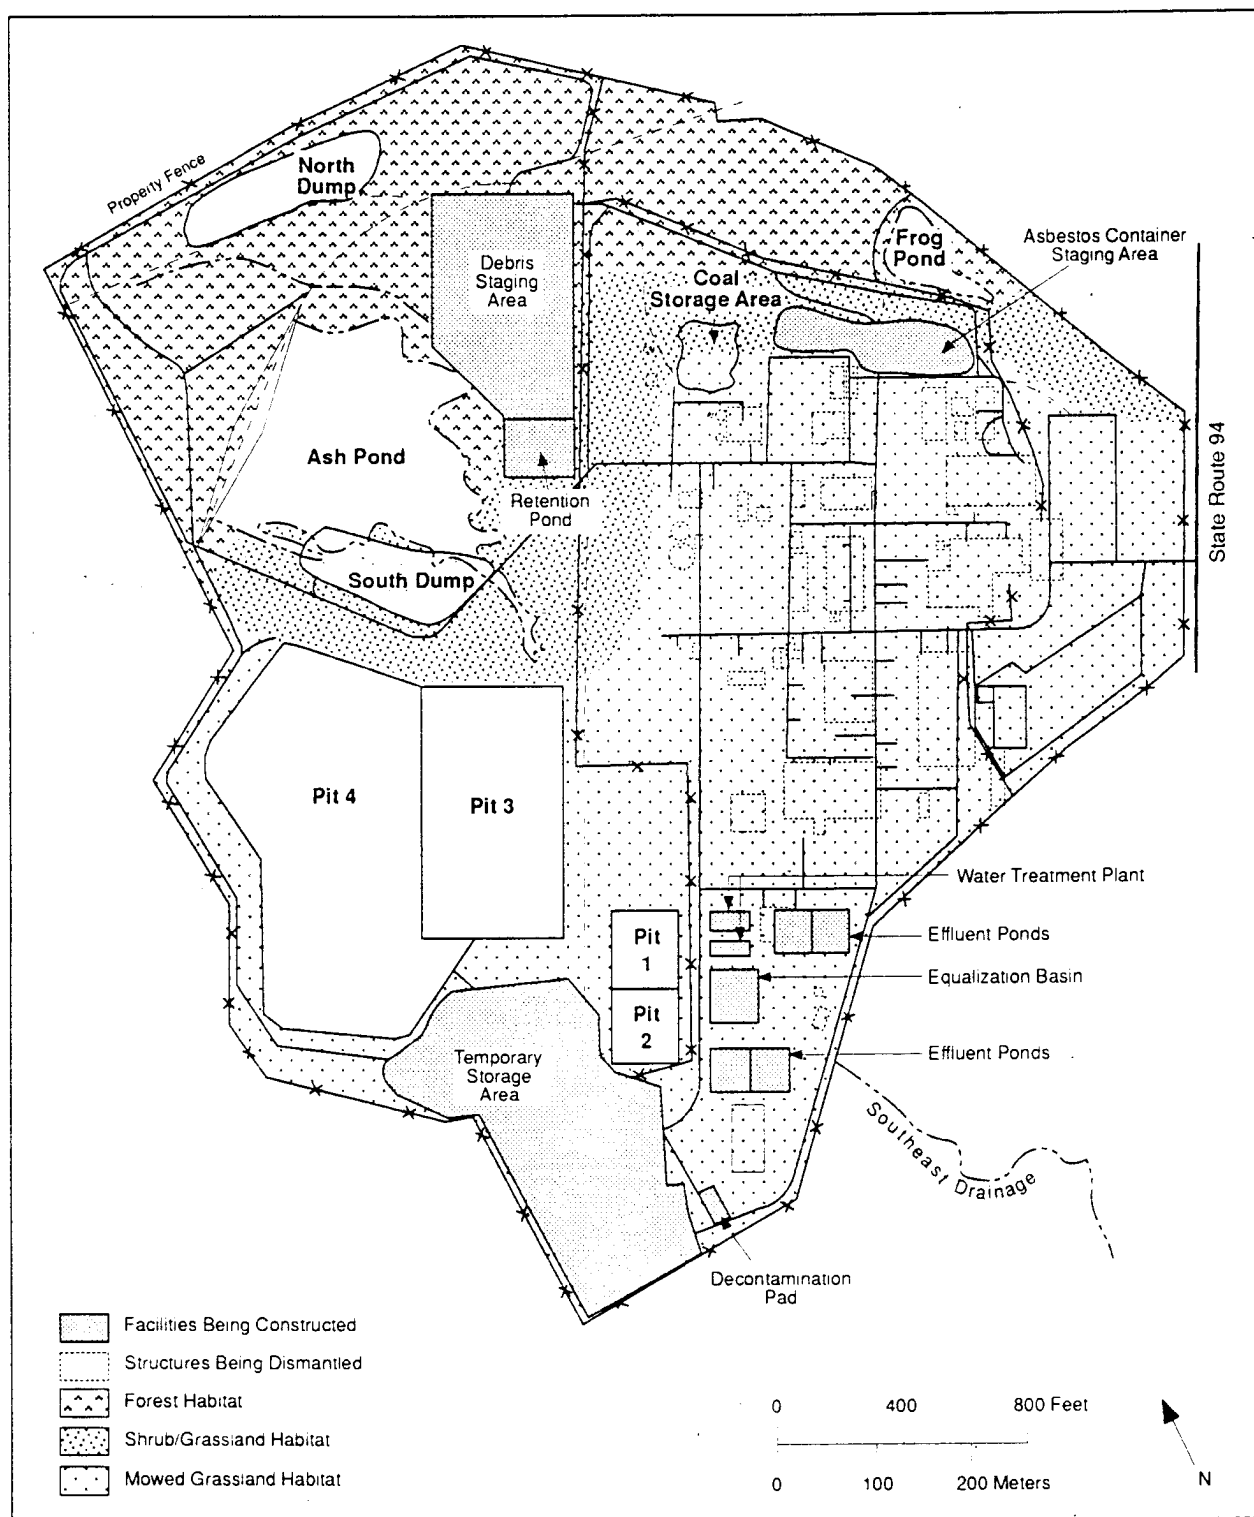 Property Fence
North
Dump
Frog
Pond
Asbestos Container
Staging Area
Debris
Staging
Area
Coal
Storage Area
State Route 94
Ash Pond
Retention
Pond
South Dump
Pit 4
Pit 3
Water Treatment Plant
Pit
1
Effluent Ponds
Equalization Basin
Pit
2
Effluent Ponds
Temporary
Storage
Area
Southeast Drainage
Decontamination
Pad
Facilities Being Constructed
Structures Being Dismantled
Forest Habitat
Shrub/Grassland Habitat
Mowed Grassland Habitat
0 400 800 Feet
0 100 200 Meters
N